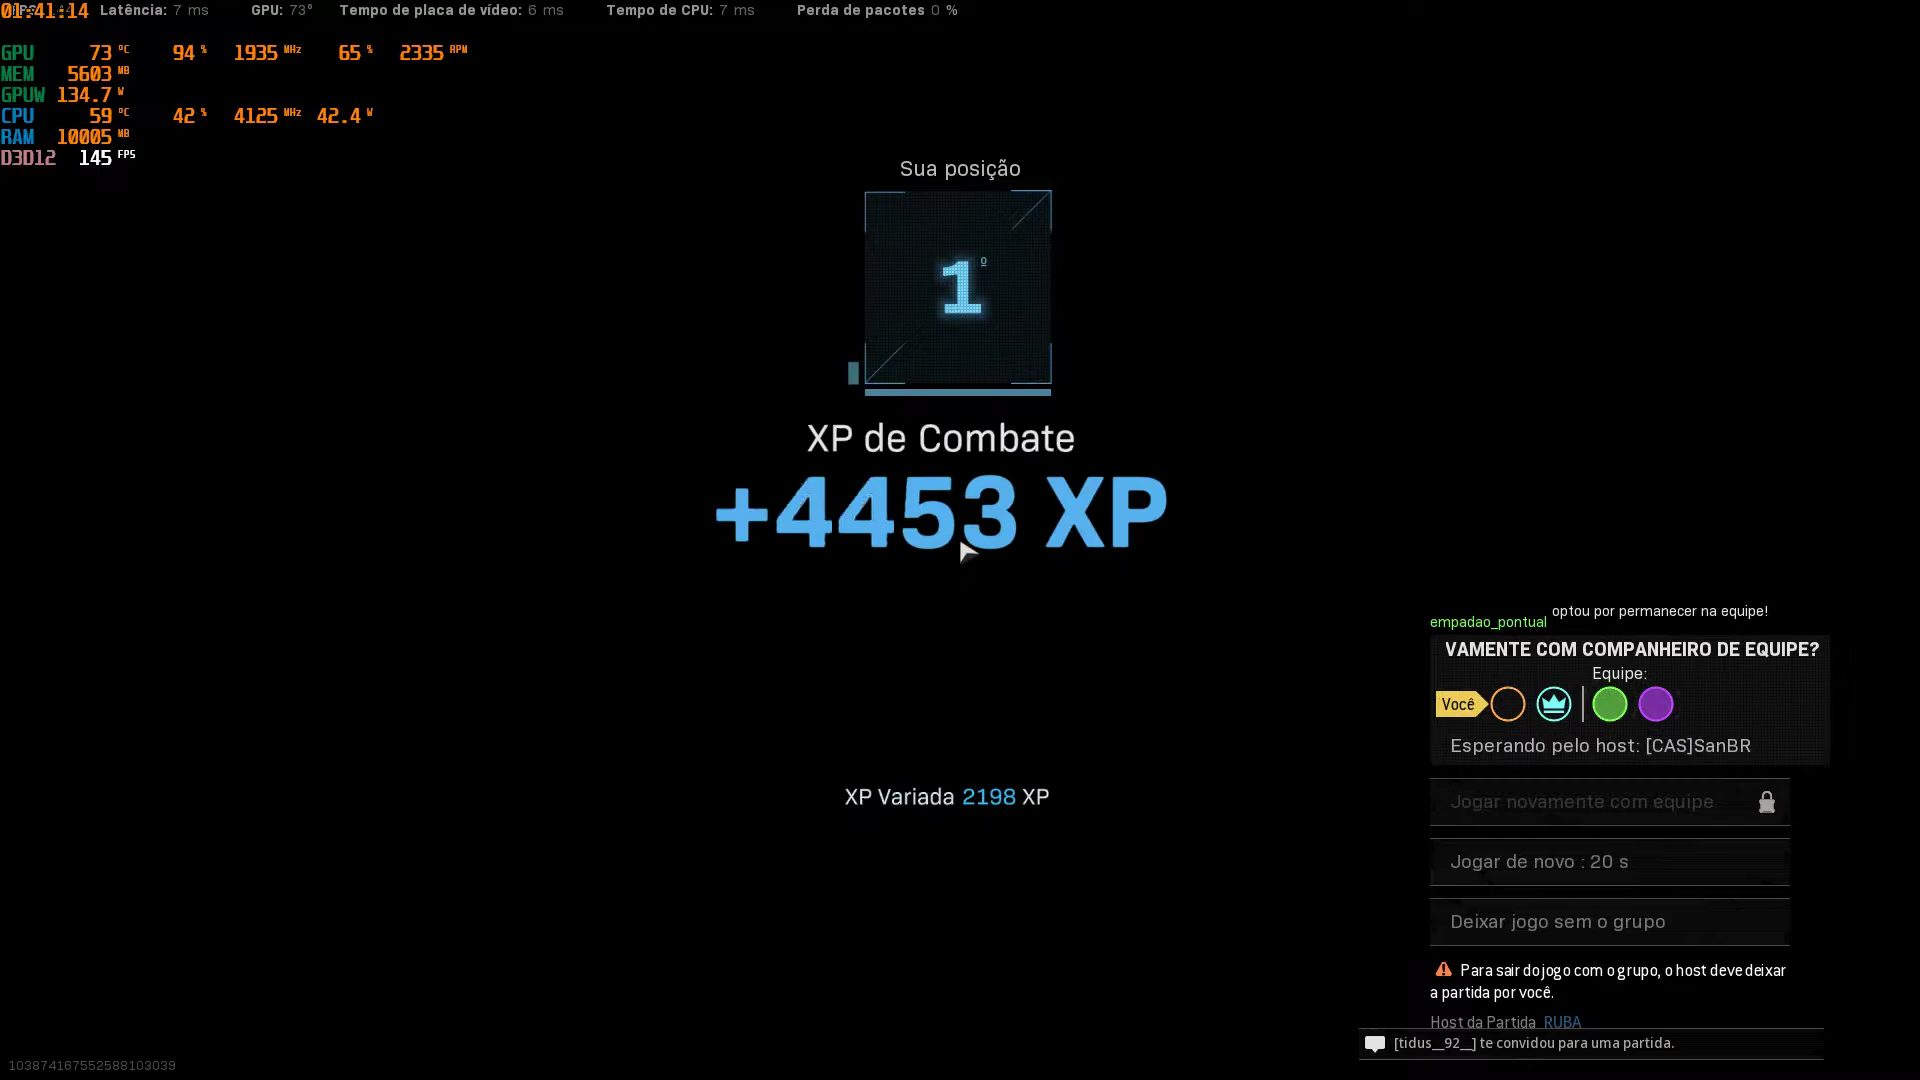 01:41:14 Latência: 7 ms GPU: 73° Tempo de placa de vídeo: 6 ms Tempo de CPU: 7 ms Perda de pacotes 0 %
GPU 73 °C 94 % 1935 MHz 65 % 2335 RPM
MEM 5603 MB
GPUW 134.7 W
CPU 59 °C 42 % 4125 MHz 42.4 W
RAM 10005 MB
D3D12 145 FPS
Sua posição
1º
XP de Combate
+4453 XP
XP Variada 2198 XP
empadao_pontual optou por permanecer na equipe!
VAMENTE COM COMPANHEIRO DE EQUIPE?
Equipe:
Você
Esperando pelo host: [CAS]SanBR
Jogar novamente com equipe
Jogar de novo : 20 s
Deixar jogo sem o grupo
Para sair do jogo com o grupo, o host deve deixar
a partida por você.
Host da Partida RUBA
[tidus__92__] te convidou para uma partida.
103874167552588103039